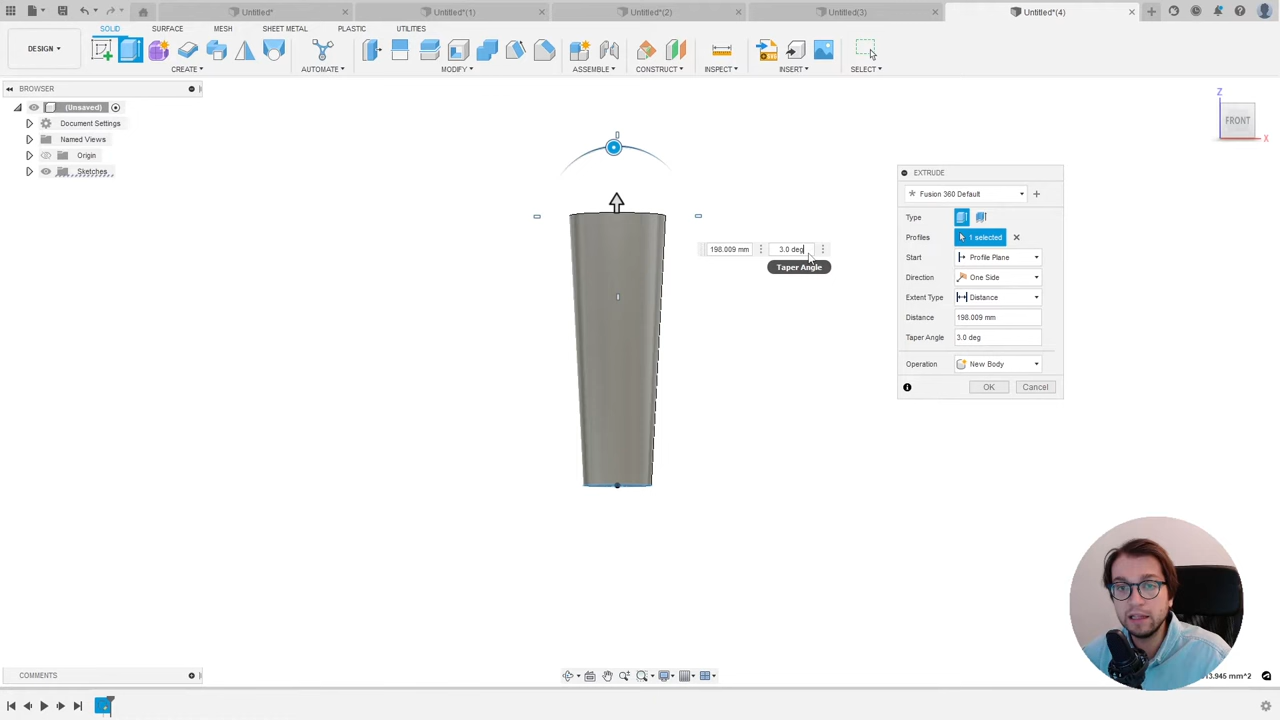 Untitled*
Untitled*(1)
Untitled*(2)
Untitled(3)
Untitled*(4)
SOLID
SURFACE
MESH
SHEET METAL
PLASTIC
UTILITIES
DESIGN
CREATE
AUTOMATE
MODIFY
ASSEMBLE
CONSTRUCT
INSPECT
INSERT
SELECT
BROWSER
(Unsaved)
Document Settings
Named Views
Origin
Sketches
Z
FRONT
X
198.009 mm
3.0 deg
Taper Angle
EXTRUDE
Fusion 360 Default
Type
Profiles
1 selected
Start
Profile Plane
Direction
One Side
Extent Type
Distance
Distance
198.009 mm
Taper Angle
3.0 deg
Operation
New Body
OK
Cancel
COMMENTS